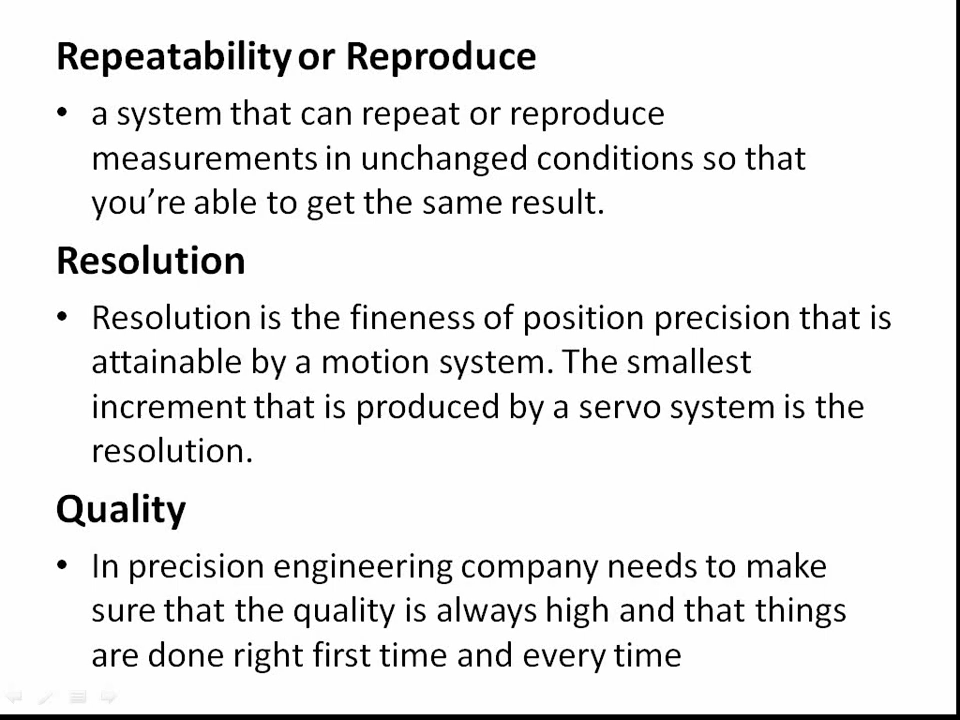 Repeatability or Reproduce
• a system that can repeat or reproduce
measurements in unchanged conditions so that
you’re able to get the same result.
Resolution
• Resolution is the fineness of position precision that is
attainable by a motion system. The smallest
increment that is produced by a servo system is the
resolution.
Quality
• In precision engineering company needs to make
sure that the quality is always high and that things
are done right first time and every time